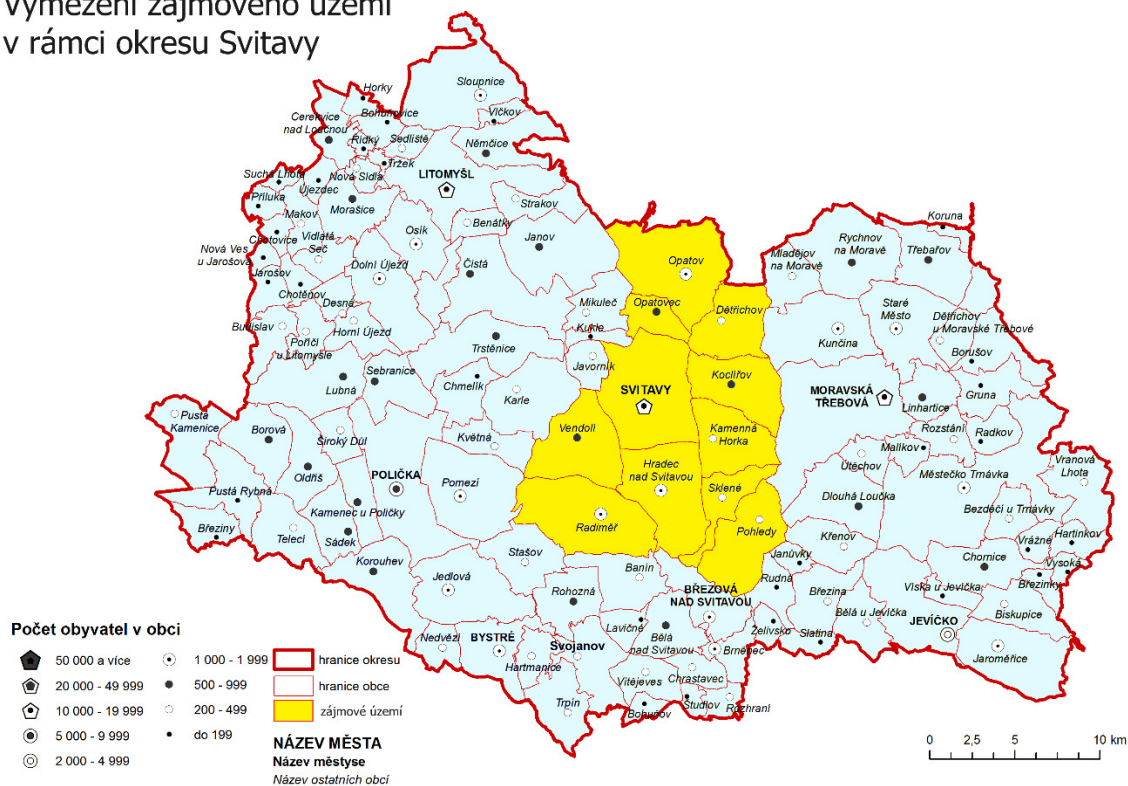 Vymezení zájmového území
v rámci okresu Svitavy
Sloupnice
Horky
Vlčkov
Bohuňovice
Cerekvice
nad Loučnou
Řídký
Sedliště
Němčice
Tržek
Nová Sídla
LITOMYŠL
Suchá Lhota
Újezdec
Příluka
Morašice
Strakov
Makov
Benátky
Chotovice
Vidlatá
Seč
Osík
Janov
Nová Ves
u Jarošova
Jarošov
Dolní Újezd
Čistá
Chotěnov
Desná
Mikuleč
Budislav
Horní Újezd
Poříčí
u Litomyšle
Kukle
Trstěnice
Javorník
Sebranice
Chmelík
Lubná
Karle
Koruna
Opatov
Mladějov
na Moravě
Rychnov
na Moravě
Třebařov
Opatovec
Dětřichov
Staré
Město
Dětřichov
u Moravské Třebové
Kunčina
Borušov
Koclířov
SVITAVY
MORAVSKÁ
TŘEBOVÁ
Gruna
Linhartice
Pustá
Kamenice
Borová
Široký Důl
Květná
Vendolí
Kamenná
Horka
Rozstání
Radkov
Malíkov
Oldřiš
POLIČKA
Pomezí
Hradec
nad Svitavou
Útěchov
Městečko Trnávka
Vranová
Lhota
Pustá Rybná
Kamenec u Poličky
Sklené
Dlouhá Loučka
Bezděčí u Trnávky
Březiny
Telecí
Sádek
Radiměř
Pohledy
Křenov
Vrážné
Hartinkov
Korouhev
Stašov
Janůvky
Chornice
Vysoká
Jedlová
Banín
BŘEZOVÁ
NAD SVITAVOU
Rudná
Březinky
Rohozná
Březina
Víska u Jevíčka
Biskupice
Lavičné
Bělá
nad Svitavou
Želivsko
Slatina
Bělá u Jevíčka
JEVÍČKO
Nedvězí
BYSTRÉ
Svojanov
Brněnec
Jaroměřice
Hartmanice
Vítějeves
Chrastavec
Trpín
Bohuňov
Študlov
Rozhraní
Počet obyvatel v obci
50 000 a více
20 000 - 49 999
10 000 - 19 999
5 000 - 9 999
2 000 - 4 999
1 000 - 1 999
500 - 999
200 - 499
do 199
hranice okresu
hranice obce
zájmové území
NÁZEV MĚSTA
Název městyse
Název ostatních obcí
0 2,5 5 10 km